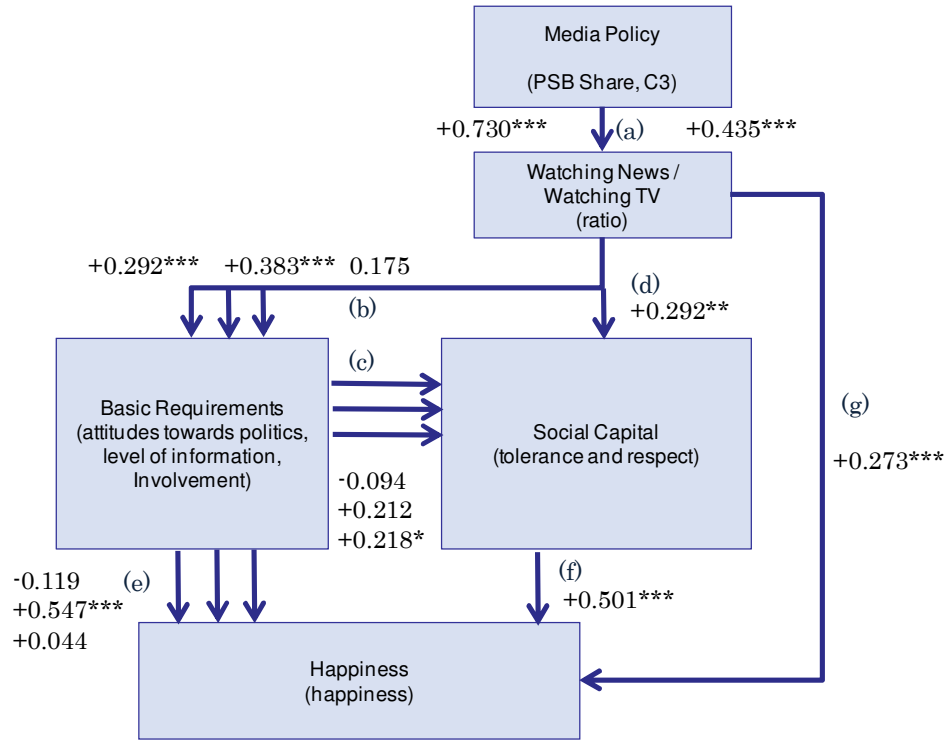 Media Policy
(PSB Share, C3)
+0.730***
(a)
+0.435***
Watching News /
Watching TV
(ratio)
+0.292*** +0.383*** 0.175
(b)
(d)
+0.292**
(c)
Basic Requirements
(attitudes towards politics,
level of information,
Involvement)
Social Capital
(tolerance and respect)
(g)
+0.273***
-0.094
+0.212
+0.218*
-0.119
+0.547***
+0.044
(e)
(f)
+0.501***
Happiness
(happiness)